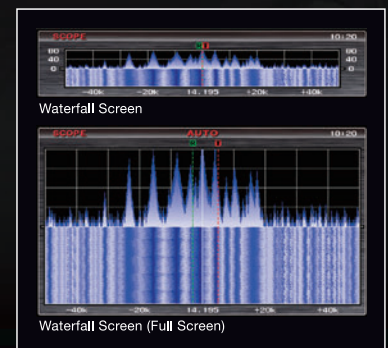 SCOPE 10:20
80 80
40 40
0 0
-40k -20k 14.195 +20k +40k
Waterfall Screen
SCOPE AUTO 10:20
-40k -20k 14.195 +20k +40k
Waterfall Screen (Full Screen)